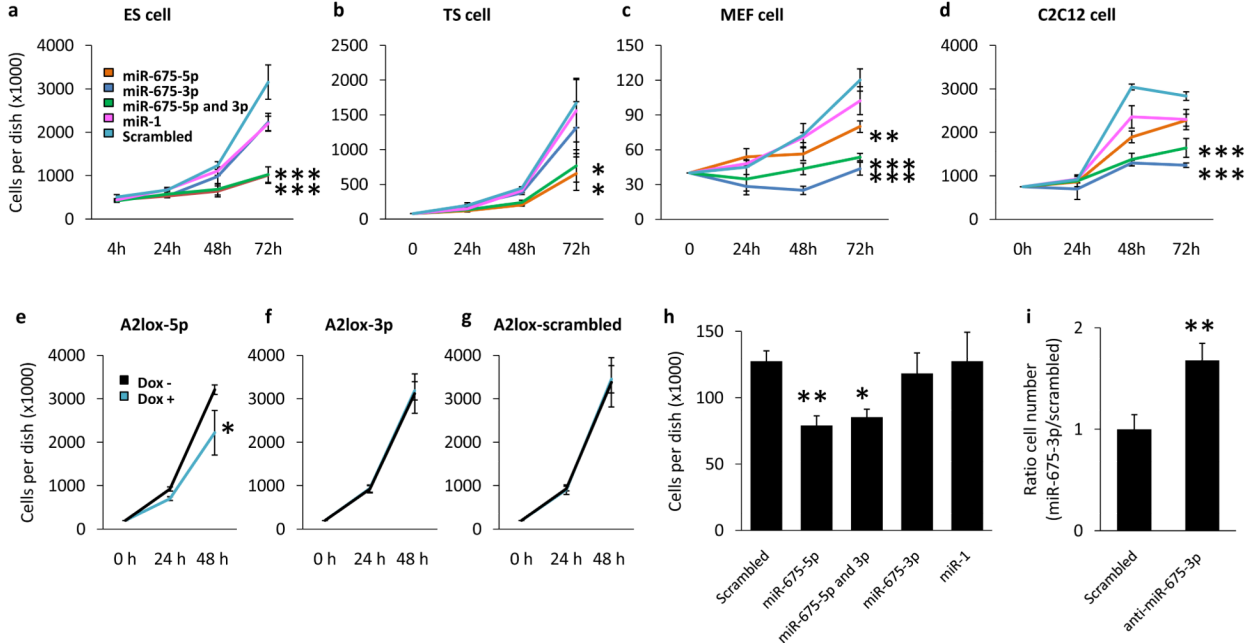 a ES cell
Cells per dish (x1000)
4000
3000
2000
1000
0
miR-675-5p
miR-675-3p
miR-675-5p and 3p
miR-1
Scrambled
***
***
4h 24h 48h 72h
b TS cell
2500
2000
1500
1000
500
0
*
*
0 24h 48h 72h
c MEF cell
150
120
90
60
30
0
**
***
***
0 24h 48h 72h
d C2C12 cell
4000
3000
2000
1000
0
***
***
0h 24h 48h 72h
e A2lox-5p
Cells per dish (x1000)
4000
3000
2000
1000
0
Dox -
Dox +
*
0 h 24 h 48 h
f A2lox-3p
4000
3000
2000
1000
0
0 h 24 h 48 h
g A2lox-scrambled
4000
3000
2000
1000
0
0 h 24 h 48 h
h
Cells per dish (x1000)
150
100
50
0
**
*
Scrambled
miR-675-5p
miR-675-5p and 3p
miR-675-3p
miR-1
i
Ratio cell number
(miR-675-3p/scrambled)
2
1
0
**
Scrambled
anti-miR-675-3p